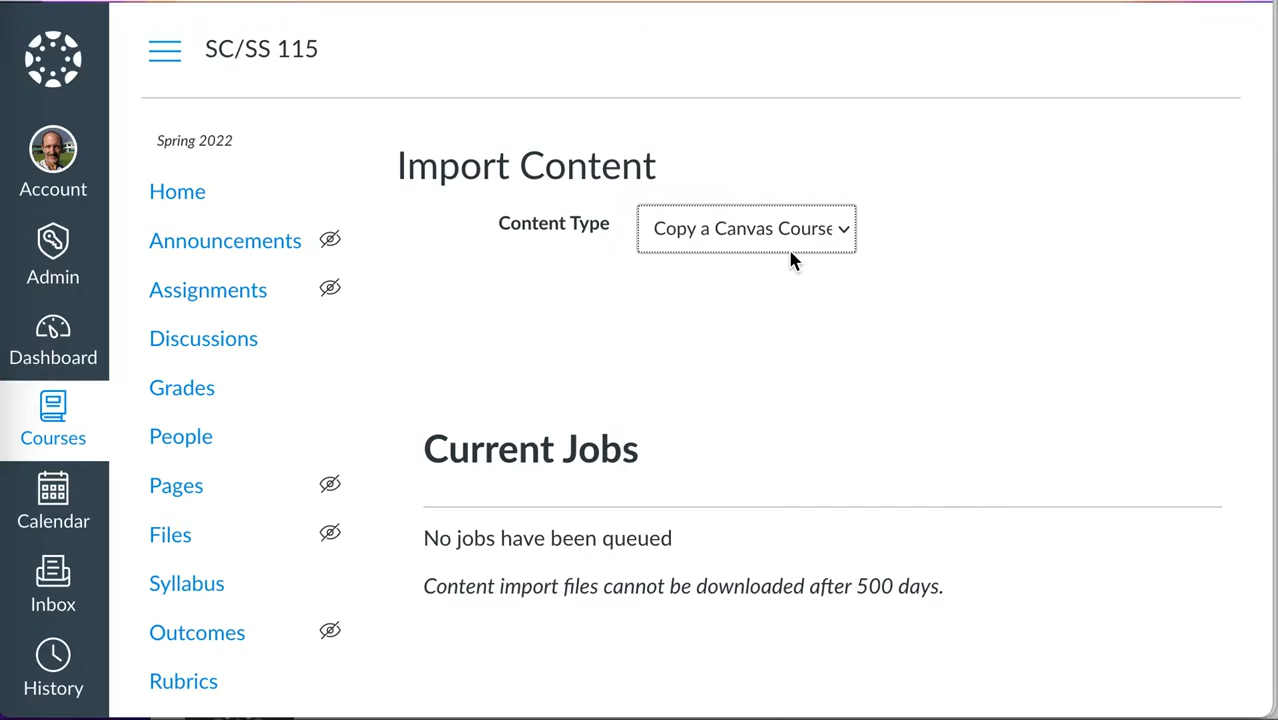 SC/SS 115
Account
Admin
Dashboard
Courses
Calendar
Inbox
History
Spring 2022
Home
Announcements
Assignments
Discussions
Grades
People
Pages
Files
Syllabus
Outcomes
Rubrics
Import Content
Content Type
Copy a Canvas Course
Current Jobs
No jobs have been queued
Content import files cannot be downloaded after 500 days.